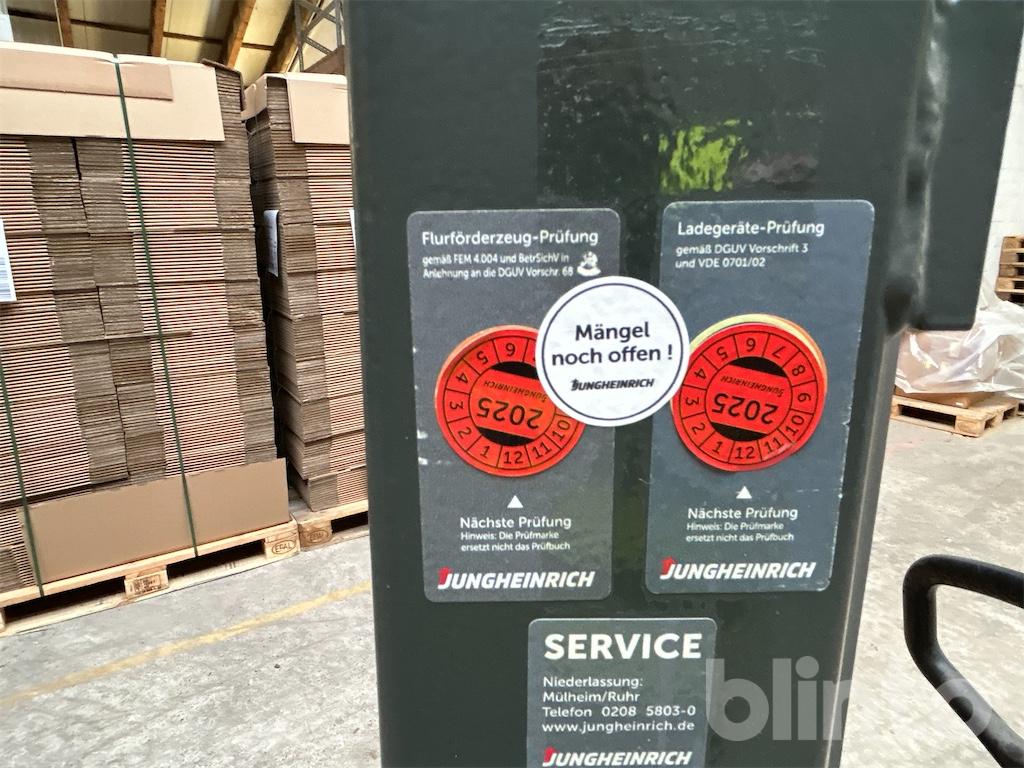 Flurförderzeug-Prüfung
gemäß FEM 4.004 und BetrSichV in
Anlehnung an die DGUV Vorschr. 68
5 6
4
3
2
1 12 11 10
JUNGHEINRICH
2025
Nächste Prüfung
Hinweis: Die Prüfmarke
ersetzt nicht das Prüfbuch
JUNGHEINRICH
Mängel
noch offen !
JUNGHEINRICH
Ladegeräte-Prüfung
gemäß DGUV Vorschrift 3
und VDE 0701/02
5 6 7
4 8
3 9
2 10
1 12 11
JUNGHEINRICH
2025
Nächste Prüfung
Hinweis: Die Prüfmarke
ersetzt nicht das Prüfbuch
JUNGHEINRICH
SERVICE
Niederlassung:
Mülheim/Ruhr
Telefon 0208 5803-0
www.jungheinrich.de
JUNGHEINRICH
EPAL
blinto